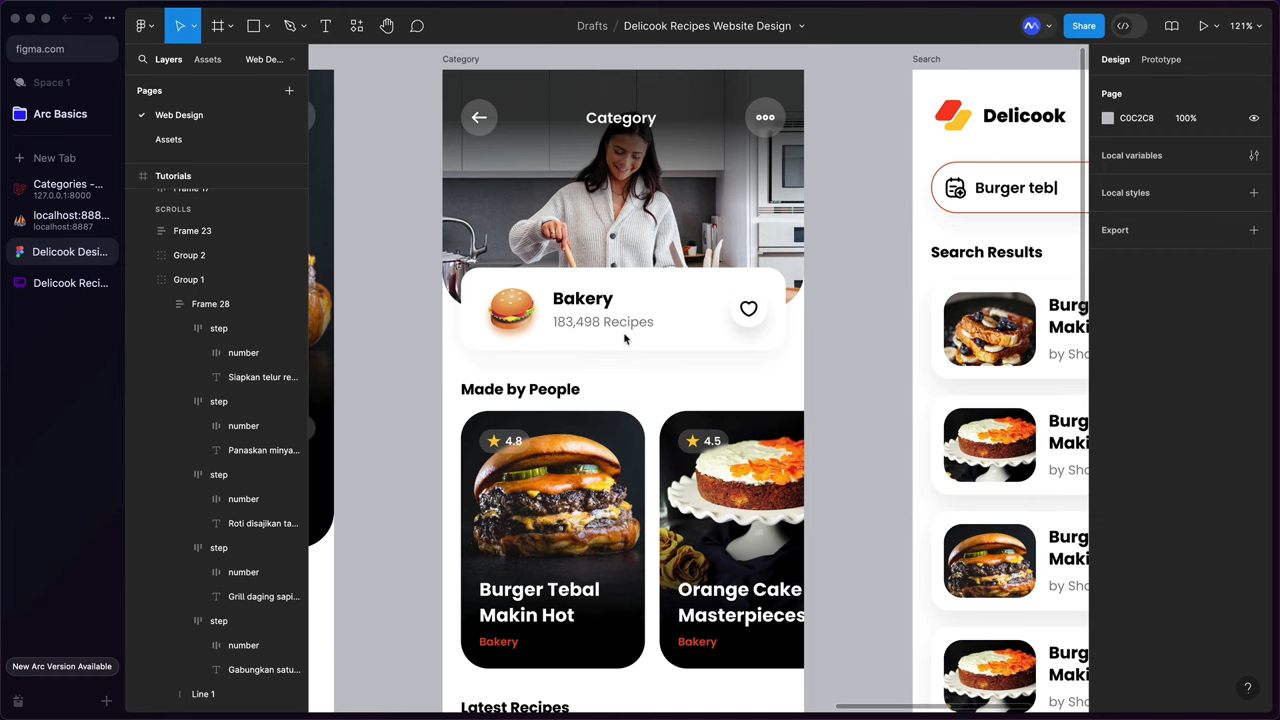 figma.com
Space 1
Arc Basics
New Tab
Categories -...
127.0.0.1:8000
localhost:888...
localhost:8887
Delicook Desi...
Delicook Reci...
New Arc Version Available
Drafts / Delicook Recipes Website Design
Share
121%
Layers
Assets
Web De...
Pages
Web Design
Assets
Tutorials
Frame 17
SCROLLS
Frame 23
Group 2
Group 1
Frame 28
step
number
Siapkan telur re...
step
number
Panaskan minya...
step
number
Roti disajikan ta...
step
number
Grill daging sapi...
step
number
Gabungkan satu...
Line 1
Category
Category
Bakery
183,498 Recipes
Made by People
4.8
Burger Tebal
Makin Hot
Bakery
4.5
Orange Cake
Masterpieces
Bakery
Latest Recipes
Search
Delicook
Burger tebl
Search Results
Burg
Maki
by Sho
Burg
Maki
by Sho
Burg
Maki
by Sho
Burg
Maki
by Sho
Design
Prototype
Page
C0C2C8
100%
Local variables
Local styles
Export
?